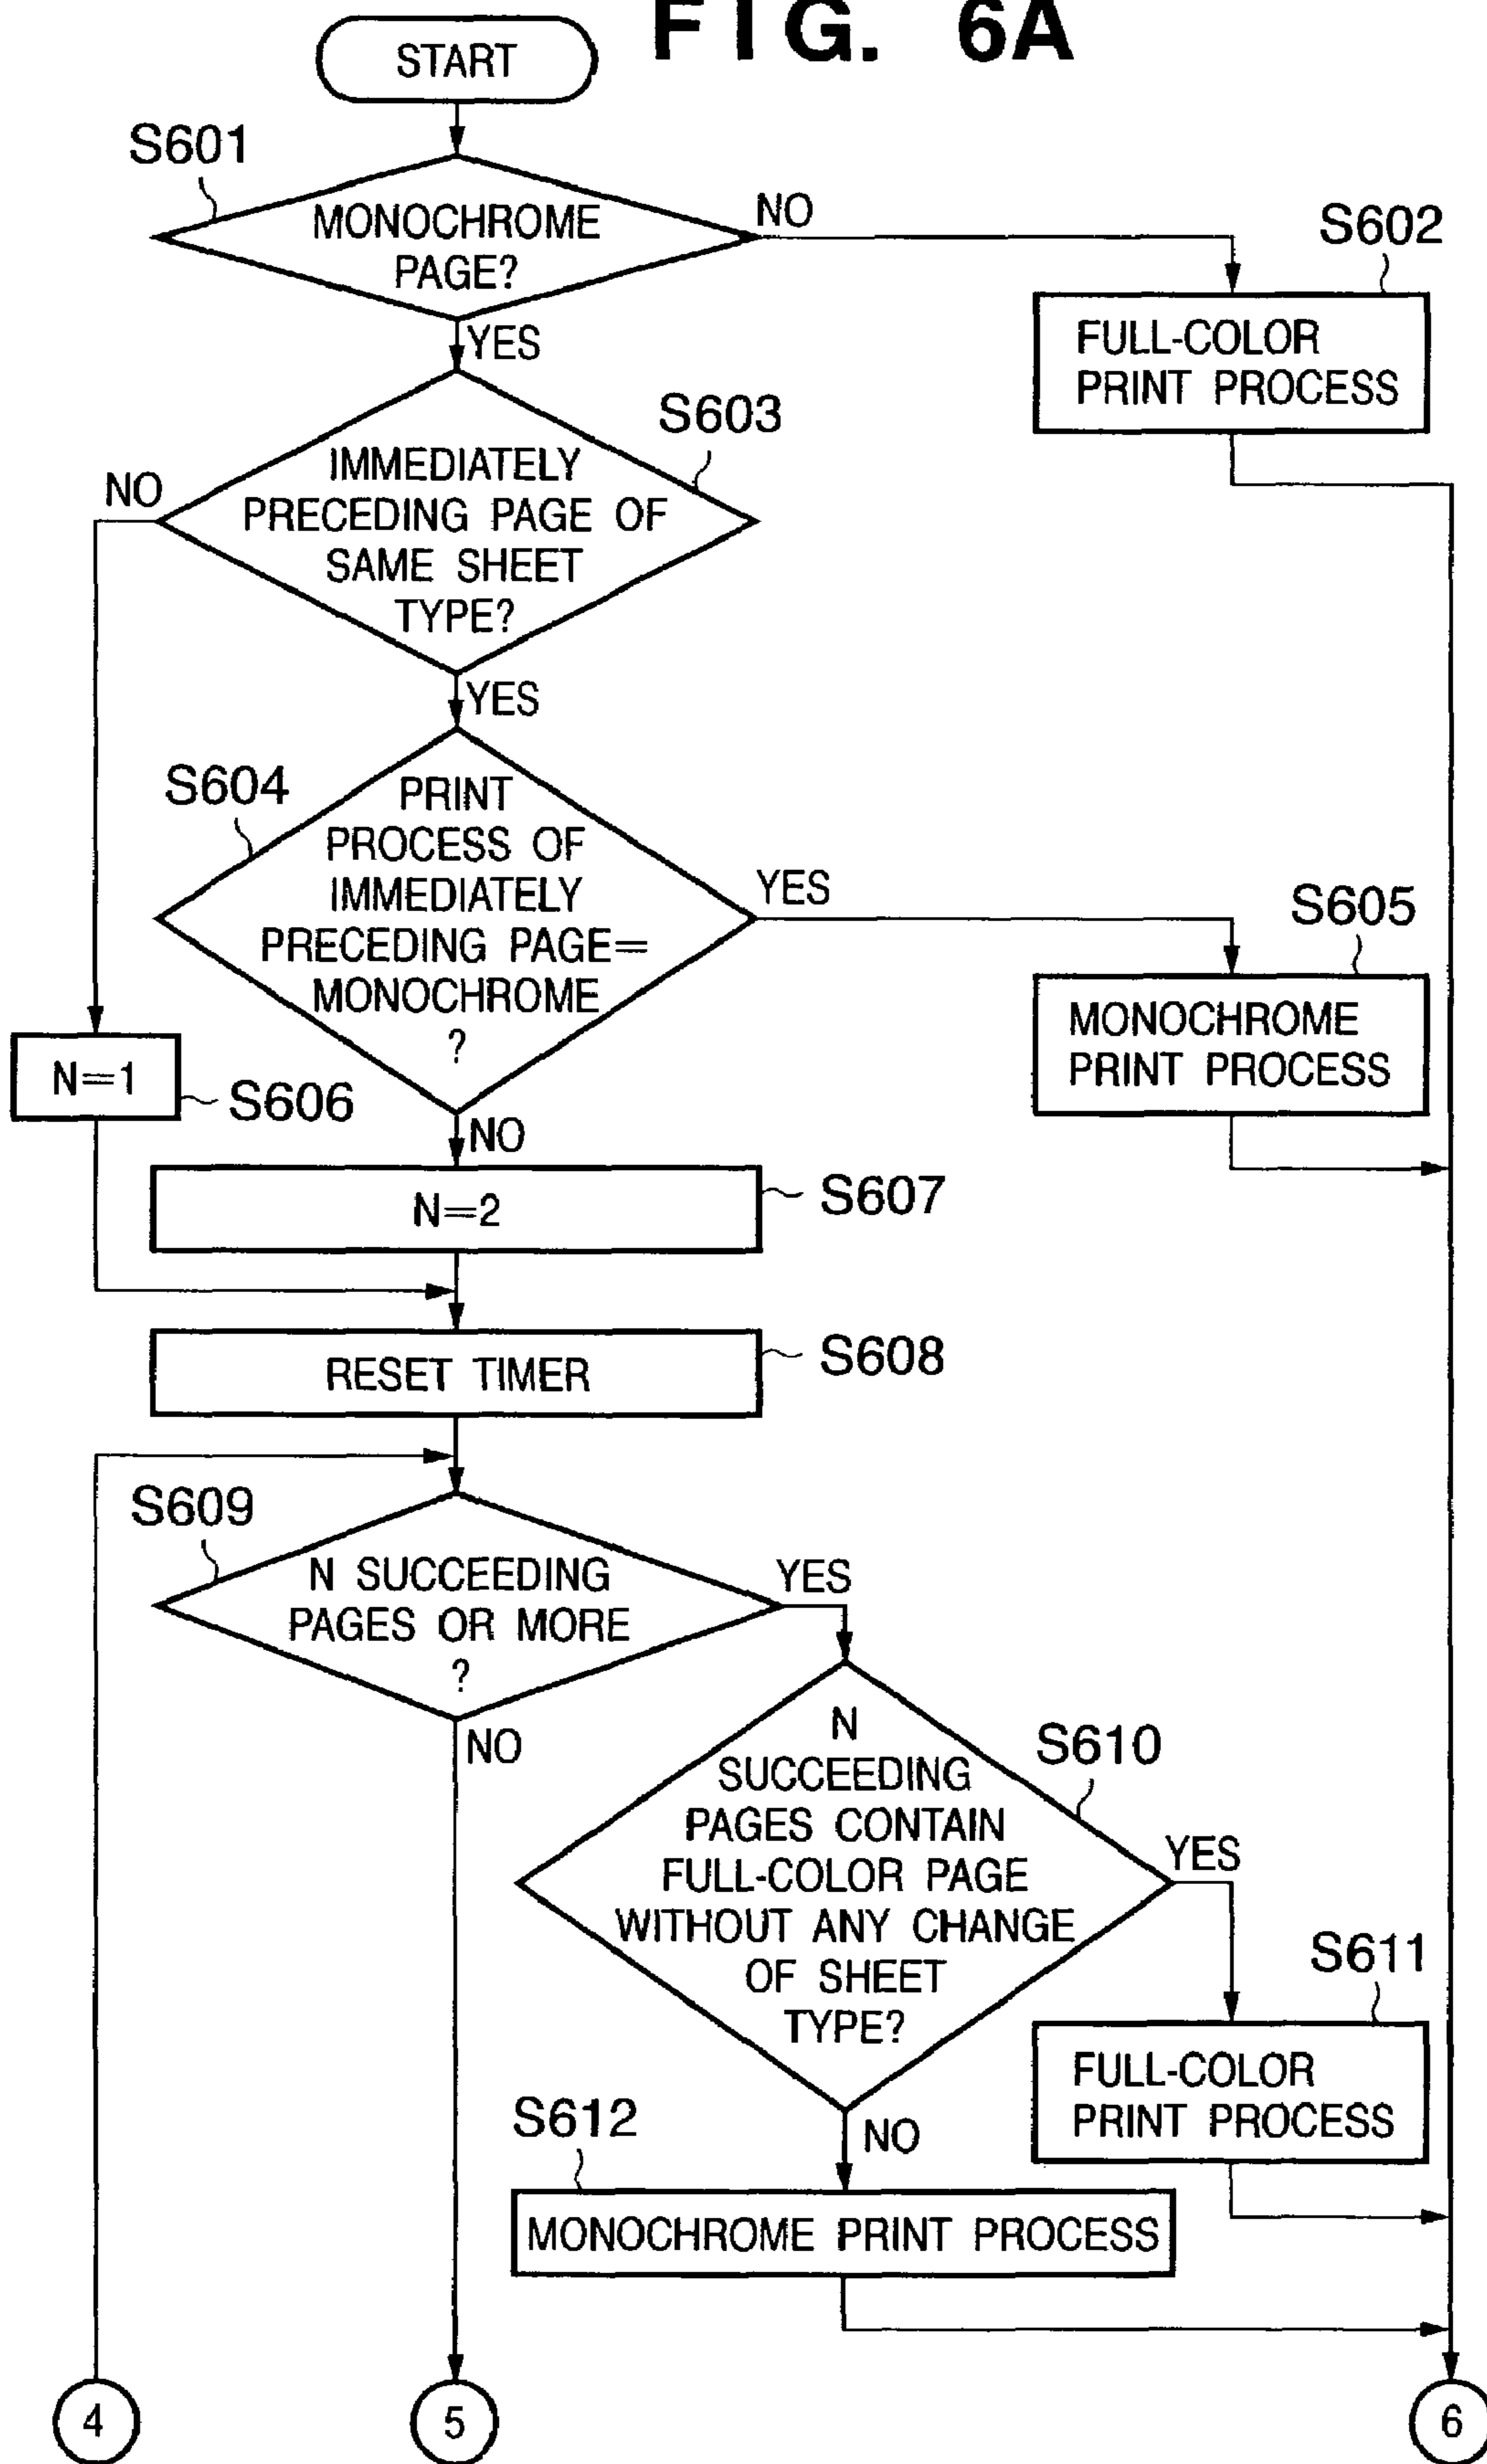 FIG. 6A
START
S601
MONOCHROME
PAGE?
NO
YES
S602
FULL-COLOR
PRINT PROCESS
S603
IMMEDIATELY
PRECEDING PAGE OF
SAME SHEET
TYPE?
NO
YES
S604
PRINT
PROCESS OF
IMMEDIATELY
PRECEDING PAGE=
MONOCHROME
?
YES
NO
S605
MONOCHROME
PRINT PROCESS
N=1
S606
N=2
S607
RESET TIMER
S608
S609
N SUCCEEDING
PAGES OR MORE
?
YES
NO
N
SUCCEEDING
PAGES CONTAIN
FULL-COLOR PAGE
WITHOUT ANY CHANGE
OF SHEET
TYPE?
S610
YES
NO
S611
FULL-COLOR
PRINT PROCESS
S612
MONOCHROME PRINT PROCESS
4
5
6